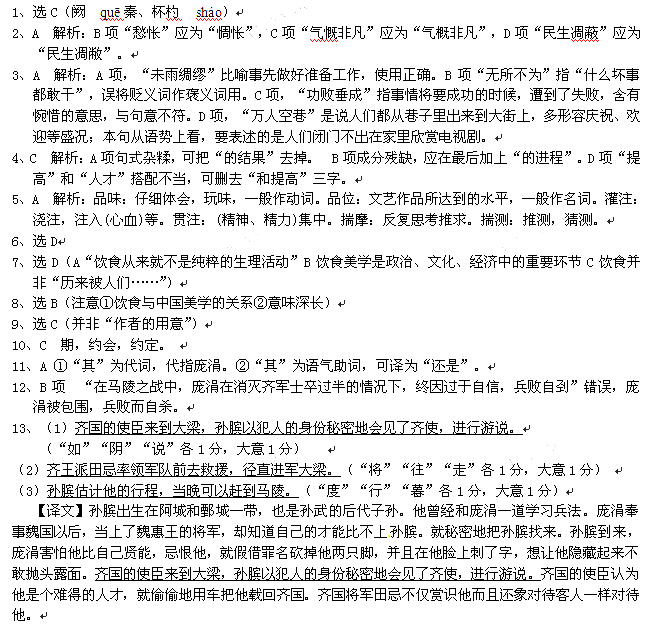 1、选C（阙 quē秦、杯杓 sháo）
2、A 解析：B项“愁怅”应为“惆怅”，C项“气慨非凡”应为“气概非凡”，D项“民生凋蔽”应为
“民生凋敝”。
3、A 解析：A项，“未雨绸缪”比喻事先做好准备工作，使用正确。B项“无所不为”指“什么坏事
都敢干”，误将贬义词作褒义词用。C项，“功败垂成”指事情将要成功的时候，遭到了失败，含有
惋惜的意思，与句意不符。D项，“万人空巷”是说人们都从巷子里出来到大街上，多形容庆祝、欢
迎等盛况；本句从语势上看，要表述的是人们闭门不出在家里欣赏电视剧。
4、C 解析：A项句式杂糅，可把“的结果”去掉。 B项成分残缺，应在最后加上“的进程”。D项“提
高”和“人才”搭配不当，可删去“和提高”三字。
5、A 解析：品味：仔细体会，玩味，一般作动词。品位：文艺作品所达到的水平，一般作名词。灌注：
浇注，注入(心血)等。贯注：(精神、精力)集中。揣摩：反复思考推求。揣测：推测，猜测。
6、选D
7、选D（A“饮食从来就不是纯粹的生理活动”B饮食美学是政治、文化、经济中的重要环节C饮食并
非“历来被人们……”）
8、选B（注意①饮食与中国美学的关系②意味深长）
9、选C（并非“作者的用意”）
10、C 期，约会，约定。
11、A ①“其”为代词，代指庞涓。②“其”为语气助词，可译为“还是”。
12、B项 “在马陵之战中，庞涓在消灭齐军士卒过半的情况下，终因过于自信，兵败自刭”错误，庞
涓被包围，兵败而自杀。
13、（1）齐国的使臣来到大梁，孙膑以犯人的身份秘密地会见了齐使，进行游说。
（“如”“阴”“说”各1分，大意1分）
（2）齐王派田忌率领军队前去救援，径直进军大梁。（“将”“往”“走”各1分，大意1分）
（3）孙膑估计他的行程，当晚可以赶到马陵。（“度”“行”“暮”各1分，大意1分）
【译文】孙膑出生在阿城和鄄城一带，也是孙武的后代子孙。他曾经和庞涓一道学习兵法。庞涓奉
事魏国以后，当上了魏惠王的将军，却知道自己的才能比不上孙膑。就秘密地把孙膑找来。孙膑到来，
庞涓害怕他比自己贤能，忌恨他，就假借罪名砍掉他两只脚，并且在他脸上刺了字，想让他隐藏起来不
敢抛头露面。齐国的使臣来到大梁，孙膑以犯人的身份秘密地会见了齐使，进行游说。齐国的使臣认为
他是个难得的人才，就偷偷地用车把他载回齐国。齐国将军田忌不仅赏识他而且还象对待客人一样对待
他。